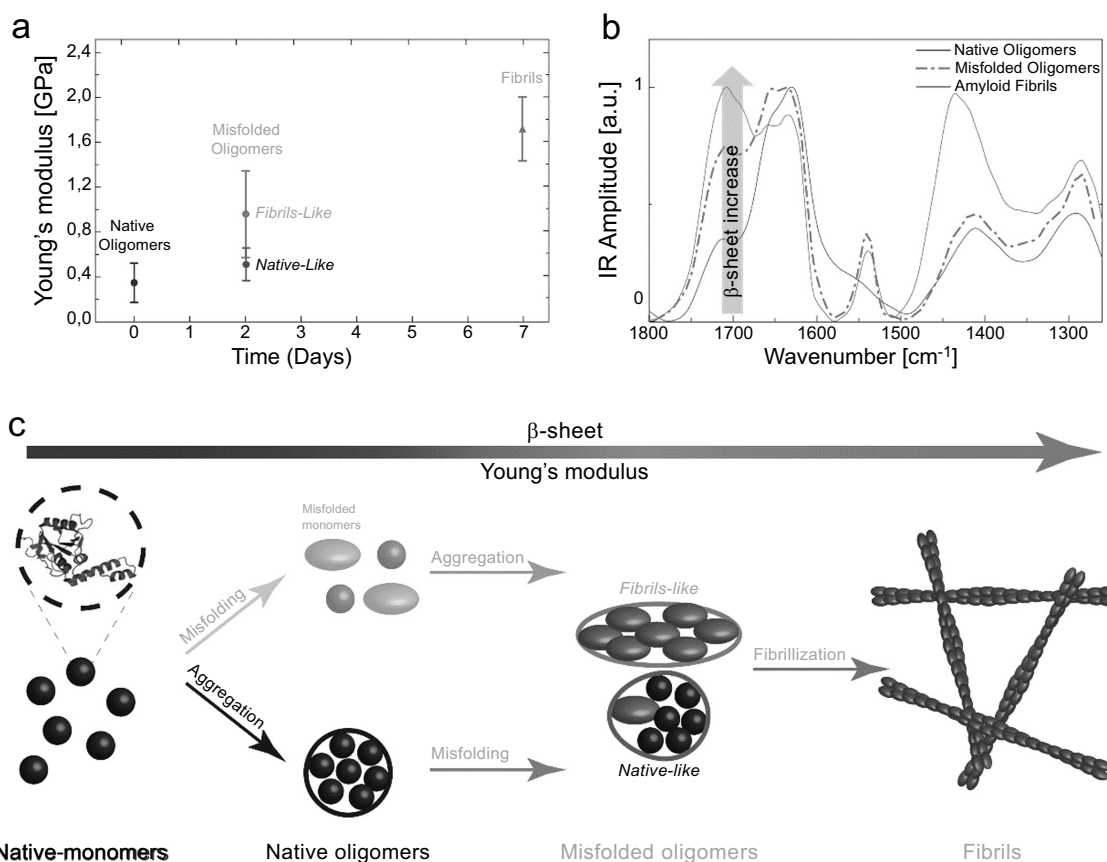 a
Young's modulus [GPa]
2,4
2,0
1,6
1,2
0,8
0,4
0,0
Native
Oligomers
Misfolded
Oligomers
Fibrils-Like
Native-Like
Fibrils
0 1 2 3 4 5 6 7
Time (Days)
b
IR Amplitude [a.u.]
1
0
Native Oligomers
Misfolded Oligomers
Amyloid Fibrils
β-sheet increase
1800 1700 1600 1500 1400 1300
Wavenumber [cm-1]
c
β-sheet
Young's modulus
Misfolded
monomers
Misfolding
Aggregation
Aggregation
Misfolding
Fibrils-like
Native-like
Fibrillization
Native-monomers
Native oligomers
Misfolded oligomers
Fibrils